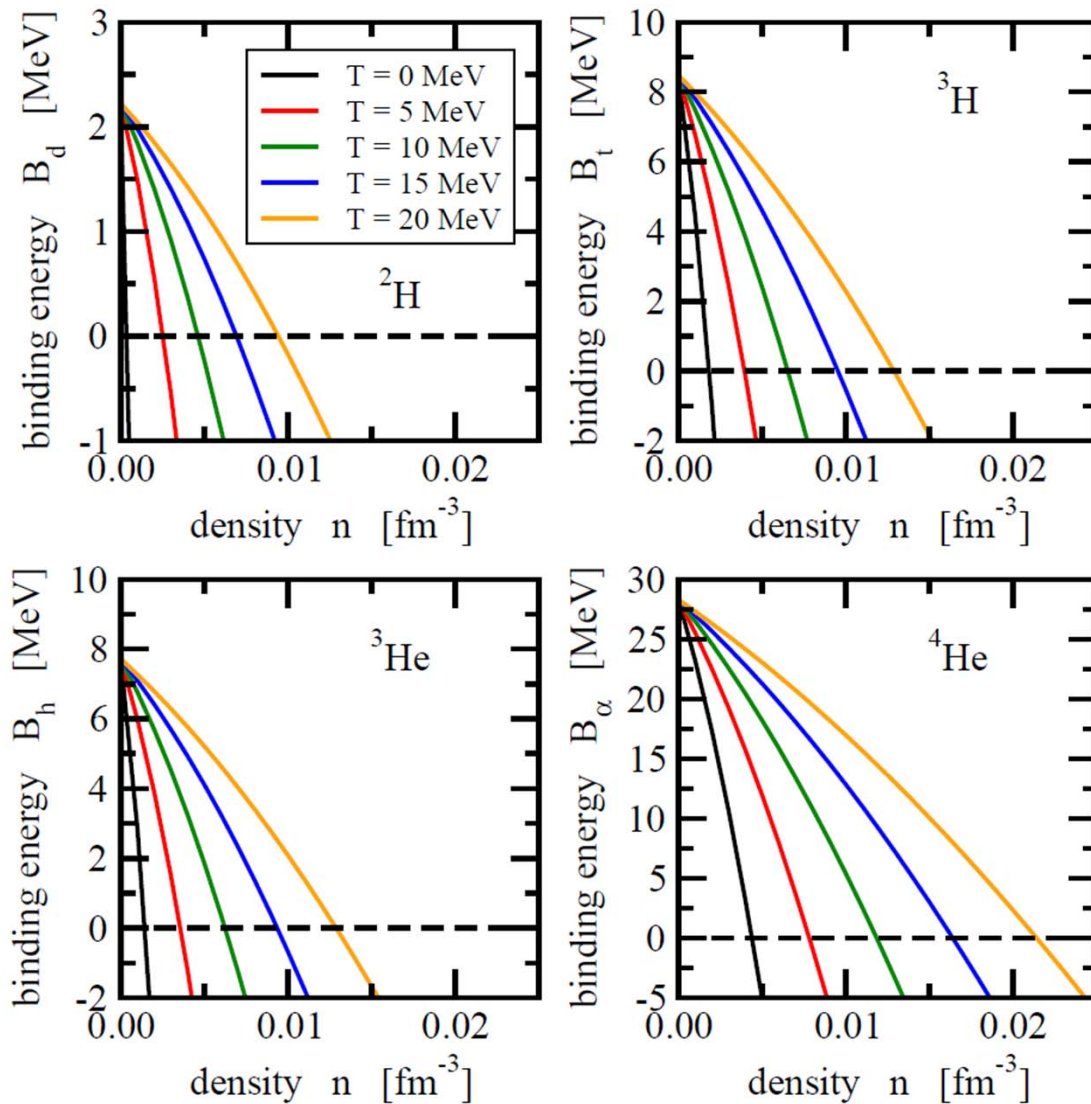 binding energy B_d [MeV]
3
2
1
0
-1
T = 0 MeV
T = 5 MeV
T = 10 MeV
T = 15 MeV
T = 20 MeV
²H
0.00
0.01
0.02
density n [fm⁻³]
binding energy B_t [MeV]
10
8
6
4
2
0
-2
³H
0.00
0.01
0.02
density n [fm⁻³]
binding energy B_h [MeV]
10
8
6
4
2
0
-2
³He
0.00
0.01
0.02
density n [fm⁻³]
binding energy B_α [MeV]
30
25
20
15
10
5
0
-5
⁴He
0.00
0.01
0.02
density n [fm⁻³]